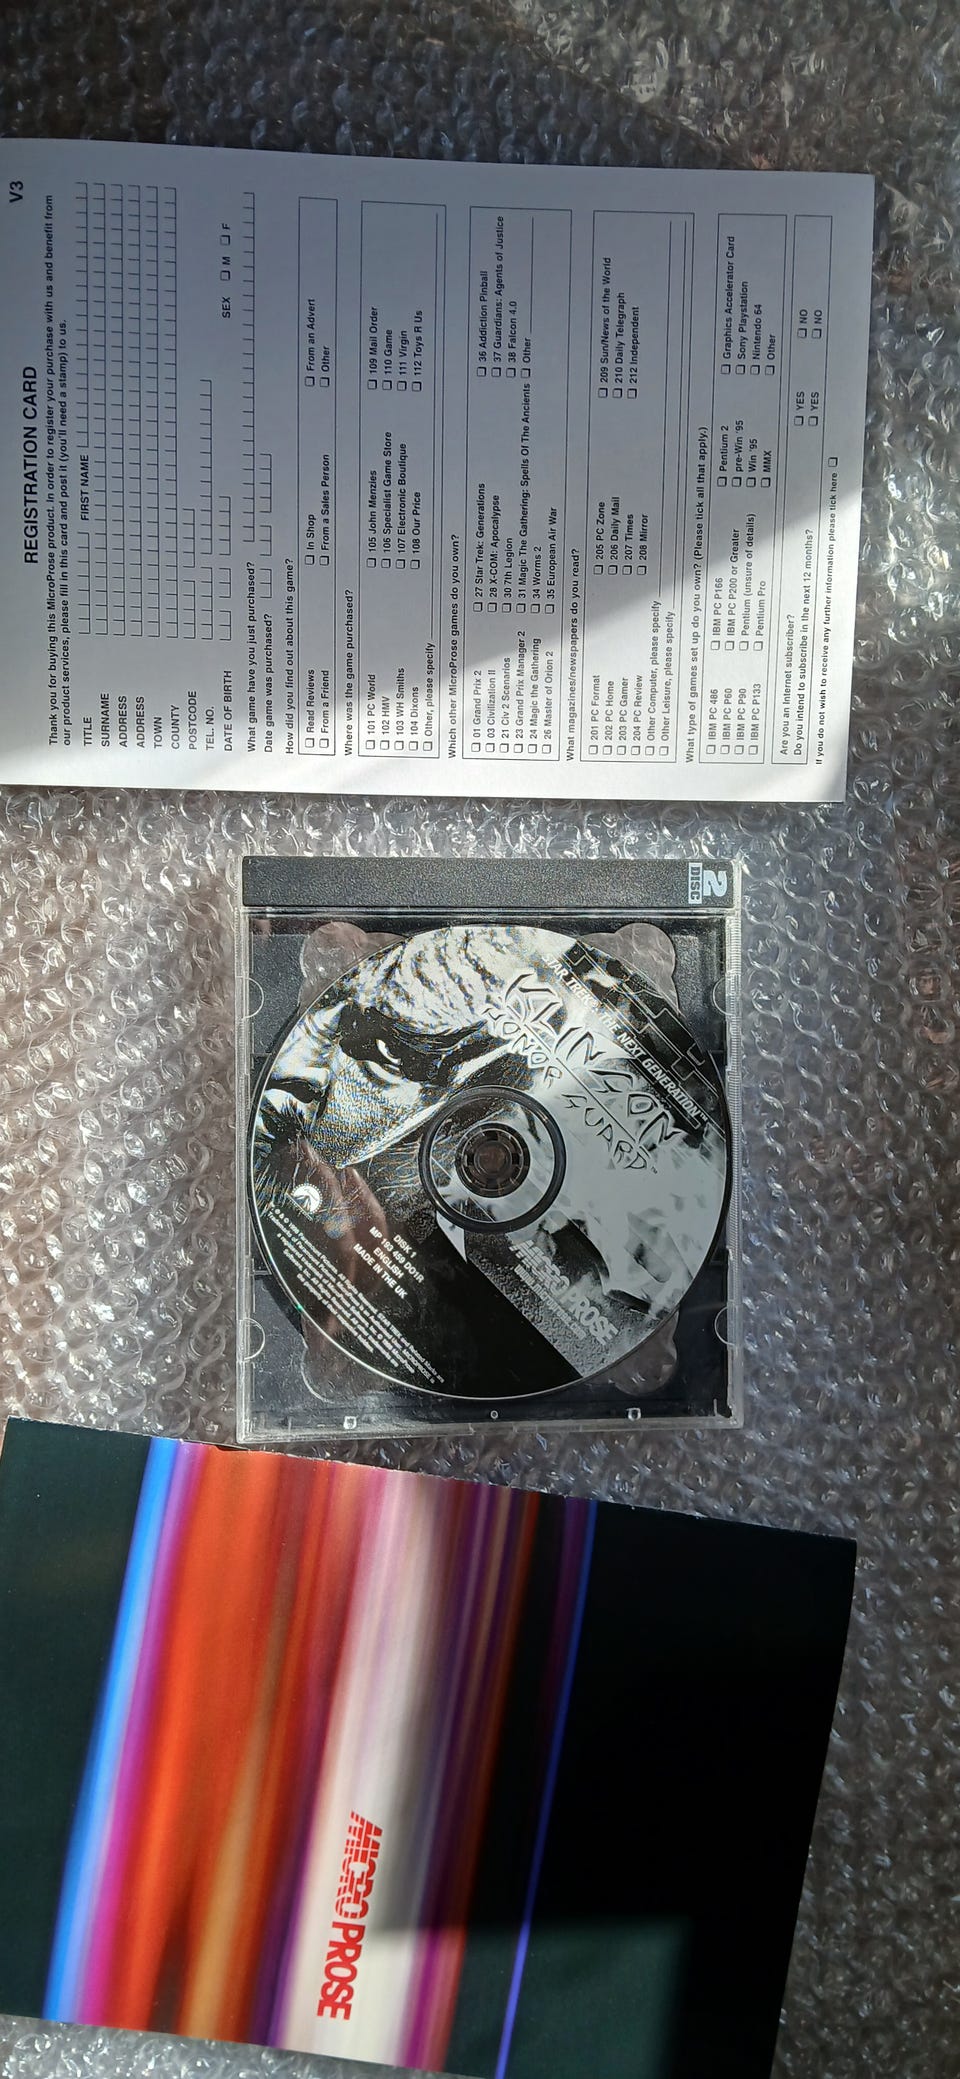 V3
REGISTRATION CARD
Thank you for buying this MicroProse product. In order to register your purchase with us and benefit from
our product services, please fill in this card and post it (you'll need a stamp) to us.
TITLE FIRST NAME
SURNAME
ADDRESS
ADDRESS
TOWN
COUNTY
POSTCODE
TEL. NO.
DATE OF BIRTH SEX ❏ M ❏ F
What game have you just purchased?
Date game was purchased?
How did you find out about this game?
❏ Read Reviews ❏ In Shop ❏ From an Advert
❏ From a Friend ❏ From a Sales Person ❏ Other
Where was the game purchased?
❏ 101 PC World ❏ 105 John Menzies ❏ 109 Mail Order
❏ 102 HMV ❏ 106 Specialist Game Store ❏ 110 Game
❏ 103 WH Smiths ❏ 107 Electronic Boutique ❏ 111 Virgin
❏ 104 Dixons ❏ 108 Our Price ❏ 112 Toys R Us
❏ Other, please specify
Which other MicroProse games do you own?
❏ 01 Grand Prix 2 ❏ 27 Star Trek: Generations ❏ 36 Addiction Pinball
❏ 03 Civilization II ❏ 28 X-COM: Apocalypse ❏ 37 Guardians: Agents of Justice
❏ 21 Civ 2 Scenarios ❏ 30 7th Legion ❏ 38 Falcon 4.0
❏ 23 Grand Prix Manager 2 ❏ 31 Magic The Gathering: Spells Of The Ancients ❏ Other
❏ 24 Magic the Gathering ❏ 34 Worms 2
❏ 26 Master of Orion 2 ❏ 35 European Air War
What magazines/newspapers do you read?
❏ 201 PC Format ❏ 205 PC Zone ❏ 209 Sun/News of the World
❏ 202 PC Home ❏ 206 Daily Mail ❏ 210 Daily Telegraph
❏ 203 PC Gamer ❏ 207 Times ❏ 212 Independent
❏ 204 PC Review ❏ 208 Mirror
❏ Other Computer, please specify
❏ Other Leisure, please specify
What type of games set up do you own? (Please tick all that apply.)
❏ IBM PC 486 ❏ IBM PC P166 ❏ Pentium 2 ❏ Graphics Accelerator Card
❏ IBM PC P60 ❏ IBM PC P200 or Greater ❏ pre-Win '95 ❏ Sony Playstation
❏ IBM PC P90 ❏ Pentium (unsure of details) ❏ Win '95 ❏ Nintendo 64
❏ IBM PC P133 ❏ Pentium Pro ❏ MMX ❏ Other
Are you an Internet subscriber? ❏ YES ❏ NO
Do you intend to subscribe in the next 12 months? ❏ YES ❏ NO
If you do not wish to receive any further information please tick here ❏
2
DISC
STAR TREK THE NEXT GENERATION™
KLINGON
HONOR GUARD™
MICRO PROSE
DISK 1
MP 193 459 D01R
ENGLISH
MADE IN THE UK
MICRO PROSE